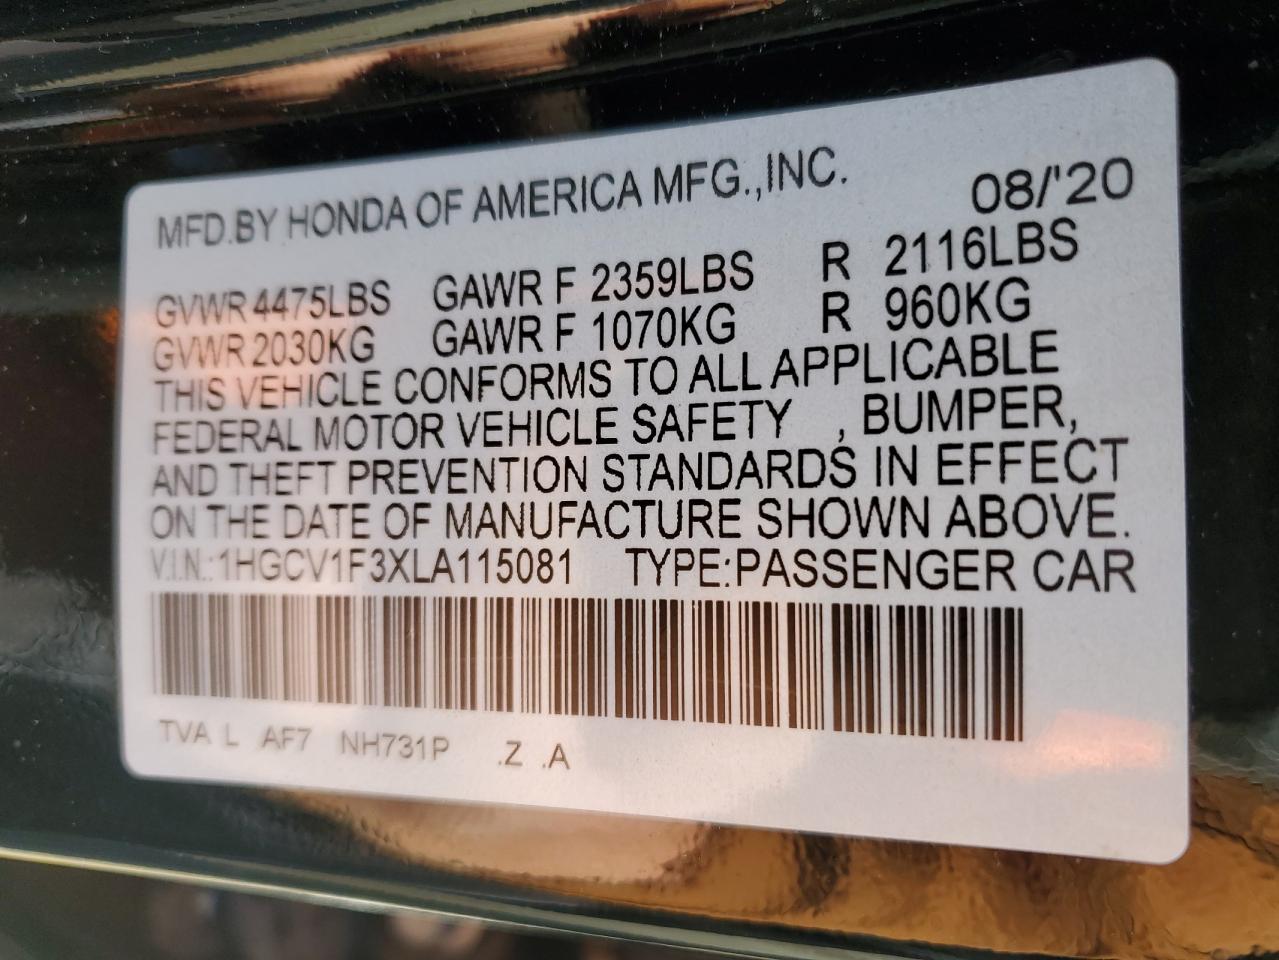 MFD.BY HONDA OF AMERICA MFG.,INC. 08/'20
GVWR 4475LBS GAWR F 2359LBS R 2116LBS
GVWR 2030KG GAWR F 1070KG R 960KG
THIS VEHICLE CONFORMS TO ALL APPLICABLE
FEDERAL MOTOR VEHICLE SAFETY , BUMPER,
AND THEFT PREVENTION STANDARDS IN EFFECT
ON THE DATE OF MANUFACTURE SHOWN ABOVE.
V.I.N.:1HGCV1F3XLA115081 TYPE:PASSENGER CAR
TVA L AF7 NH731P .Z .A